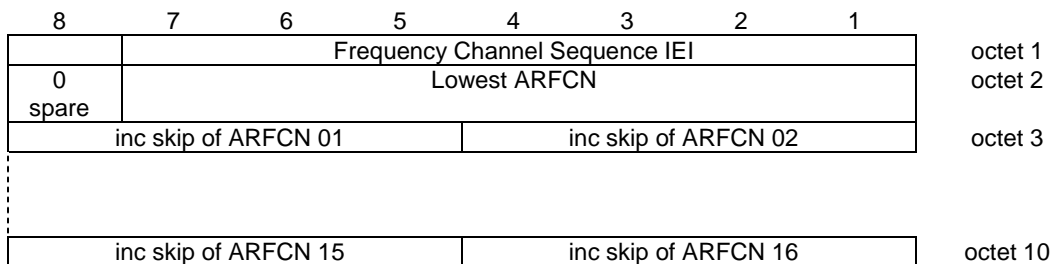 8 7 6 5 4 3 2 1
Frequency Channel Sequence IEI octet 1
0 Lowest ARFCN octet 2
spare
inc skip of ARFCN 01 inc skip of ARFCN 02 octet 3
inc skip of ARFCN 15 inc skip of ARFCN 16 octet 10